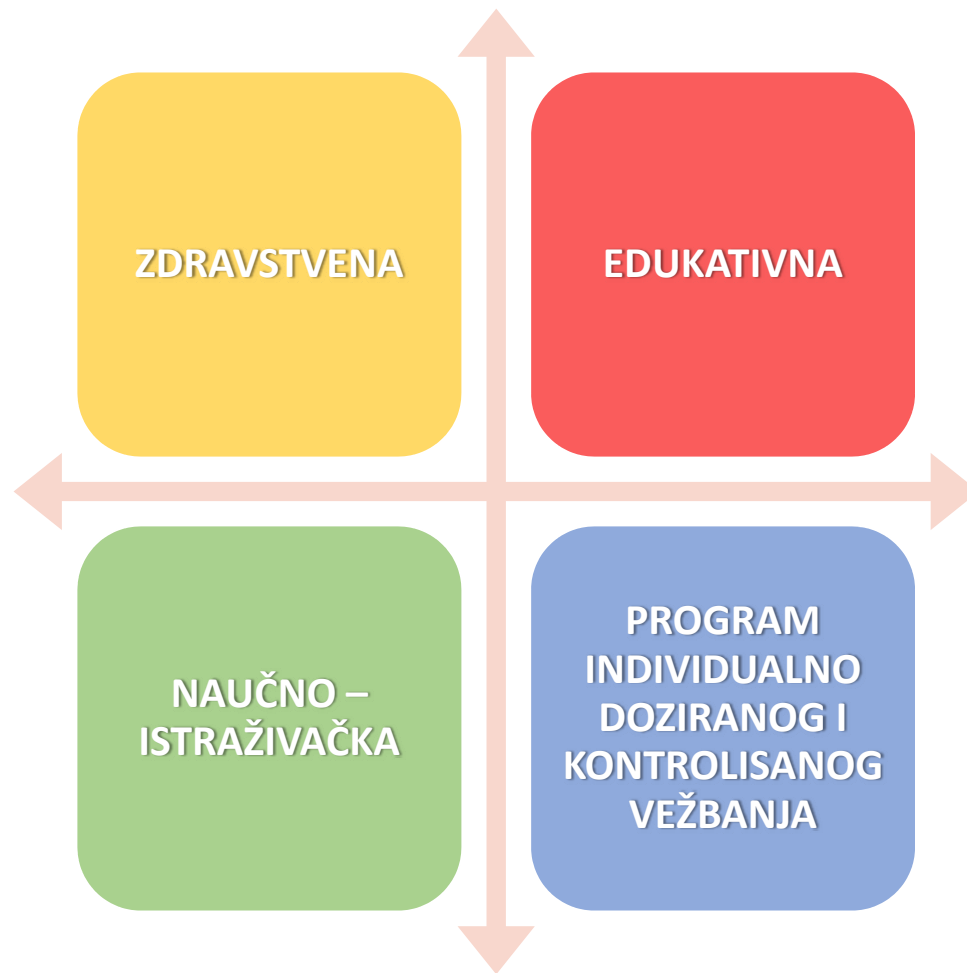 ZDRAVSTVENA
EDUKATIVNA
NAUČNO –
ISTRAŽIVAČKA
PROGRAM
INDIVIDUALNO
DOZIRANOG I
KONTROLISANOG
VEŽBANJA